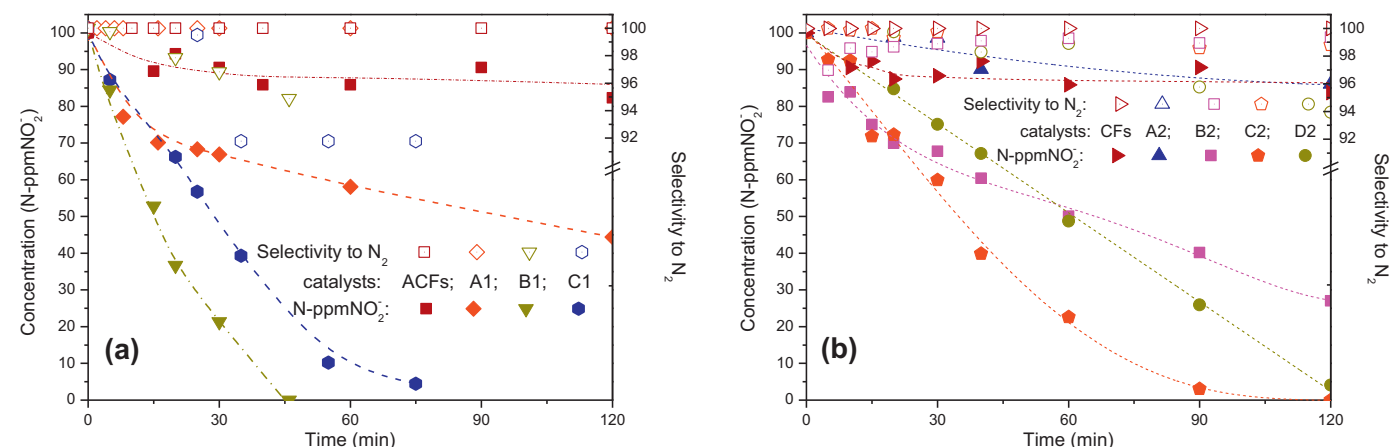 100
90
80
70
60
50
40
30
20
10
0
Concentration (N-ppmNO2-)
100
98
96
94
92
Selectivity to N2
Selectivity to N2
catalysts: ACFs; A1; B1; C1
N-ppmNO2-:
(a)
0 30 60 90 120
Time (min)
100
90
80
70
60
50
40
30
20
10
0
Concentration (N-ppmNO2-)
100
98
96
94
92
Selectivity to N2
Selectivity to N2:
catalysts: CFs A2; B2; C2; D2
N-ppmNO2-:
(b)
0 30 60 90 120
Time (min)